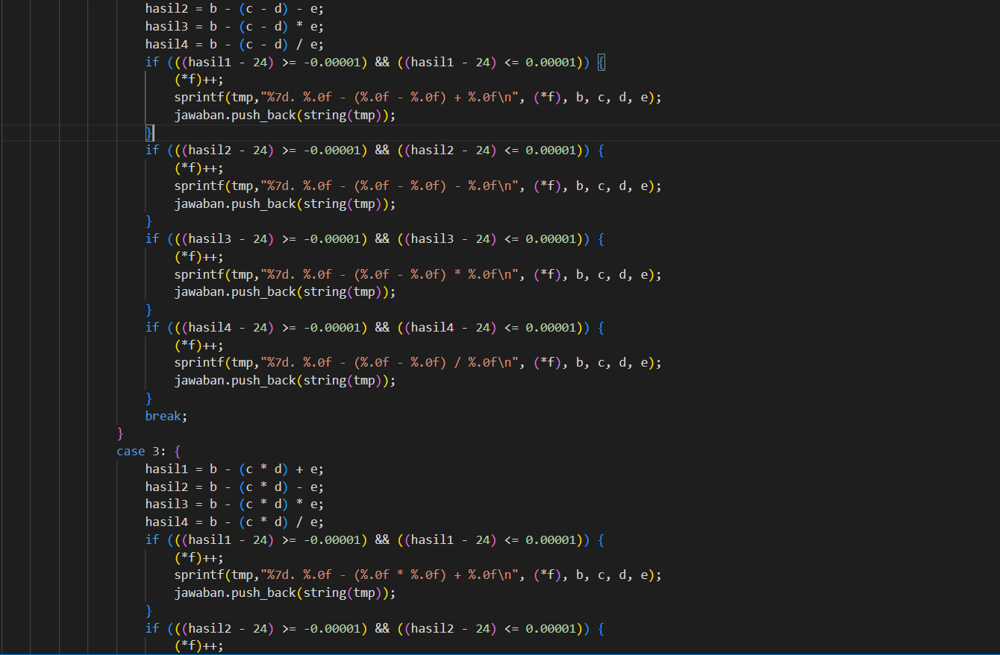 hasil2 = b - (c - d) - e;
hasil3 = b - (c - d) * e;
hasil4 = b - (c - d) / e;
if (((hasil1 - 24) >= -0.00001) && ((hasil1 - 24) <= 0.00001)) {
(*f)++;
sprintf(tmp,"%7d. %.0f - (%.0f - %.0f) + %.0f\n", (*f), b, c, d, e);
jawaban.push_back(string(tmp));
}
if (((hasil2 - 24) >= -0.00001) && ((hasil2 - 24) <= 0.00001)) {
(*f)++;
sprintf(tmp,"%7d. %.0f - (%.0f - %.0f) - %.0f\n", (*f), b, c, d, e);
jawaban.push_back(string(tmp));
}
if (((hasil3 - 24) >= -0.00001) && ((hasil3 - 24) <= 0.00001)) {
(*f)++;
sprintf(tmp,"%7d. %.0f - (%.0f - %.0f) * %.0f\n", (*f), b, c, d, e);
jawaban.push_back(string(tmp));
}
if (((hasil4 - 24) >= -0.00001) && ((hasil4 - 24) <= 0.00001)) {
(*f)++;
sprintf(tmp,"%7d. %.0f - (%.0f - %.0f) / %.0f\n", (*f), b, c, d, e);
jawaban.push_back(string(tmp));
}
break;
}
case 3: {
hasil1 = b - (c * d) + e;
hasil2 = b - (c * d) - e;
hasil3 = b - (c * d) * e;
hasil4 = b - (c * d) / e;
if (((hasil1 - 24) >= -0.00001) && ((hasil1 - 24) <= 0.00001)) {
(*f)++;
sprintf(tmp,"%7d. %.0f - (%.0f * %.0f) + %.0f\n", (*f), b, c, d, e);
jawaban.push_back(string(tmp));
}
if (((hasil2 - 24) >= -0.00001) && ((hasil2 - 24) <= 0.00001)) {
(*f)++;